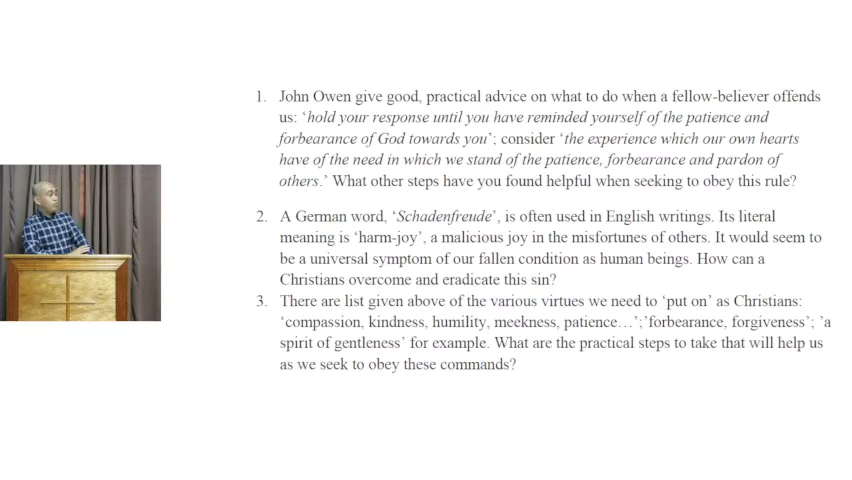 1. John Owen give good, practical advice on what to do when a fellow-believer offends
us: ‘hold your response until you have reminded yourself of the patience and
forbearance of God towards you’; consider ‘the experience which our own hearts
have of the need in which we stand of the patience, forbearance and pardon of
others.’ What other steps have you found helpful when seeking to obey this rule?
2. A German word, ‘Schadenfreude’, is often used in English writings. Its literal
meaning is ‘harm-joy’, a malicious joy in the misfortunes of others. It would seem to
be a universal symptom of our fallen condition as human beings. How can a
Christians overcome and eradicate this sin?
3. There are list given above of the various virtues we need to ‘put on’ as Christians:
‘compassion, kindness, humility, meekness, patience…’;’forbearance, forgiveness’; ’a
spirit of gentleness’ for example. What are the practical steps to take that will help us
as we seek to obey these commands?